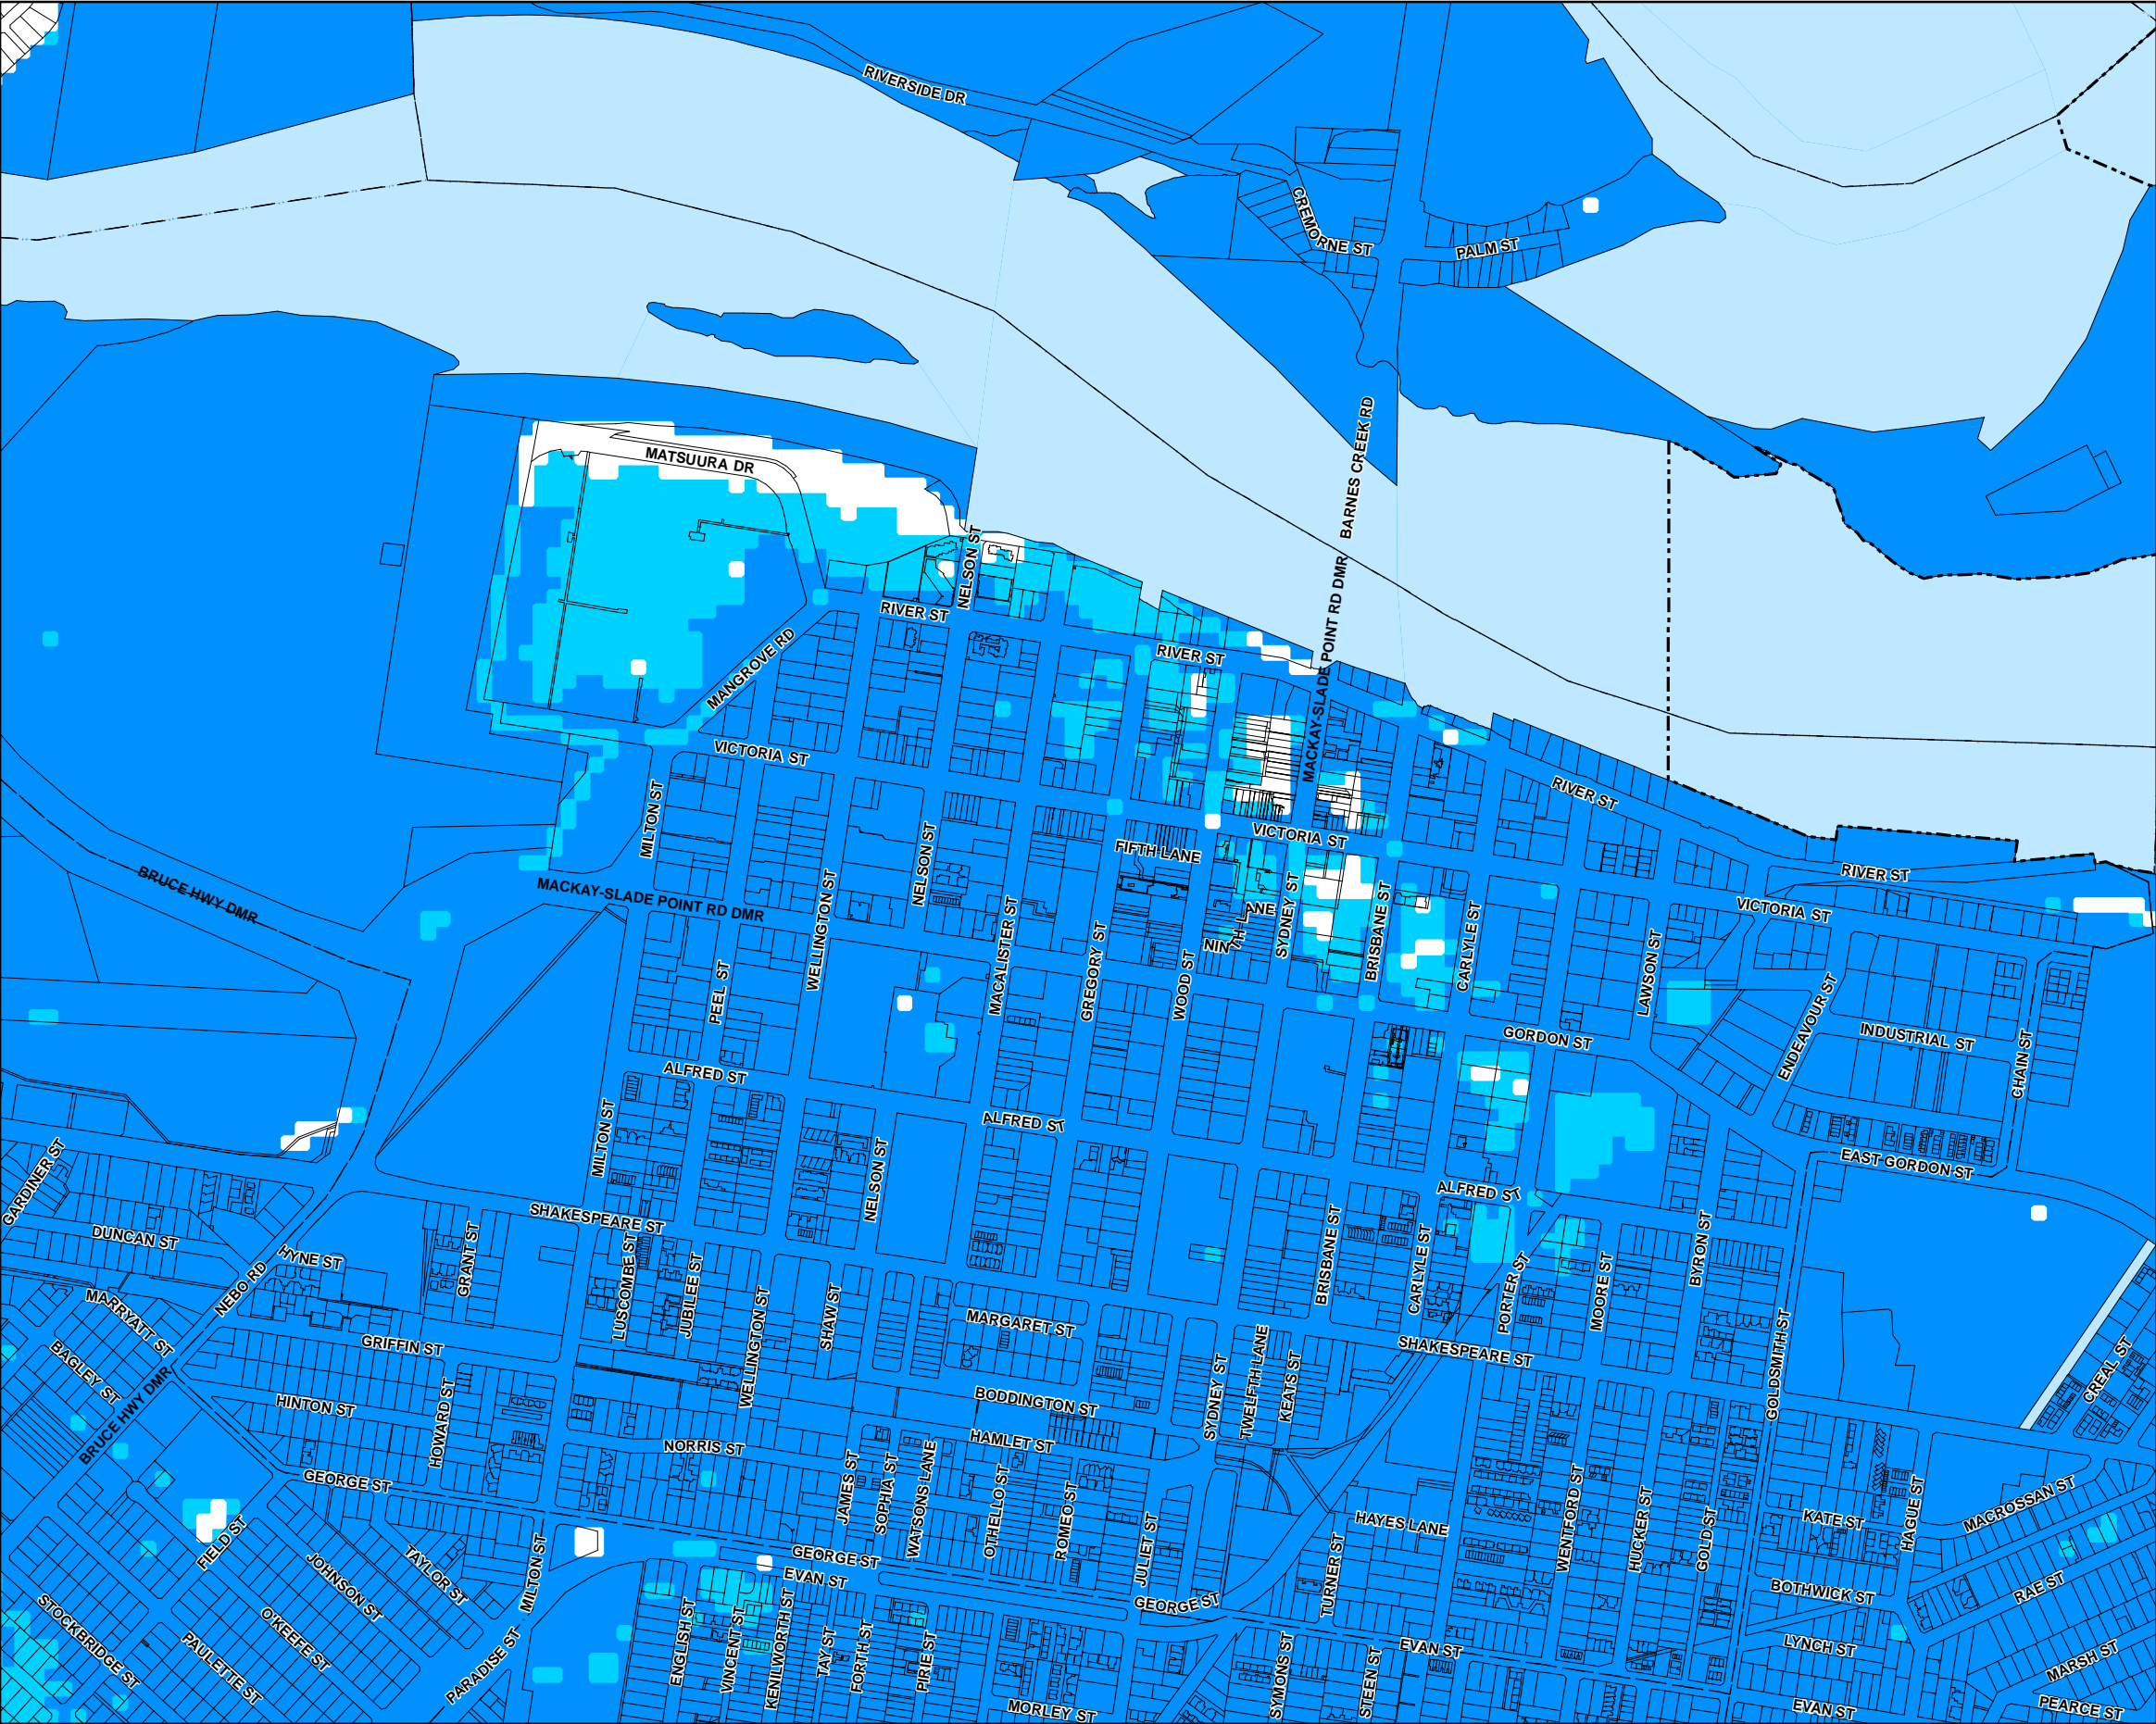 RIVERSIDE DR
CREMORNE ST
PALM ST
MATSUURA DR
BARNES CREEK RD
NELSON ST
RIVER ST
MACKAY-SLADE POINT RD DMR
MANGROVE RD
RIVER ST
VICTORIA ST
RIVER ST
MILTON ST
VICTORIA ST
NELSON ST
FIFTH LANE
RIVER ST
BRUCE HWY DMR
MACKAY-SLADE POINT RD DMR
WELLINGTON ST
VICTORIA ST
MACALISTER ST
LANE
SYDNEY ST
BRISBANE ST
CARLYLE ST
NINTH L
LAWSON ST
PEEL ST
GREGORY ST
WOOD ST
ENDEAVOUR ST
GORDON ST
INDUSTRIAL ST
CHAIN ST
ALFRED ST
ALFRED ST
MILTON ST
GARDINER ST
NELSON ST
EAST GORDON ST
ALFRED ST
SHAKESPEARE ST
DUNCAN ST
HYNE ST
GRANT ST
LUSCOMBE ST
JUBILEE ST
BRISBANE ST
CARLYLE ST
PORTER ST
MOORE ST
BYRON ST
NEBO RD
MARRYATT ST
WELLINGTON ST
SHAW ST
MARGARET ST
GRIFFIN ST
SHAKESPEARE ST
GOLDSMITH ST
CREAL ST
BAGLEY ST
BRUCE HWY DMR
HINTON ST
HOWARD ST
BODDINGTON ST
SYDNEY ST
TWELFTH LANE
KEATS ST
NORRIS ST
HAMLET ST
GEORGE ST
JAMES ST
SOPHIA ST
WATSONS LANE
OTHELLO ST
ROMEO ST
JULIET ST
HAYES LANE
WENTFORD ST
HUCKER ST
GOLD ST
KATE ST
HAGUE ST
MACROSSAN ST
FIELD ST
JOHNSON ST
TAYLOR ST
MILTON ST
GEORGE ST
EVAN ST
GEORGE ST
TURNER ST
BOTHWICK ST
RAE ST
STOCKBRIDGE ST
PAULETTE ST
O'KEEFE ST
PARADISE ST
ENGLISH ST
VINCENT ST
KENILWORTH ST
TAY ST
FORTH ST
PIRIE ST
MORLEY ST
SYMONS ST
STEEN ST
EVAN ST
LYNCH ST
MARSH ST
EVAN ST
PEARCE ST